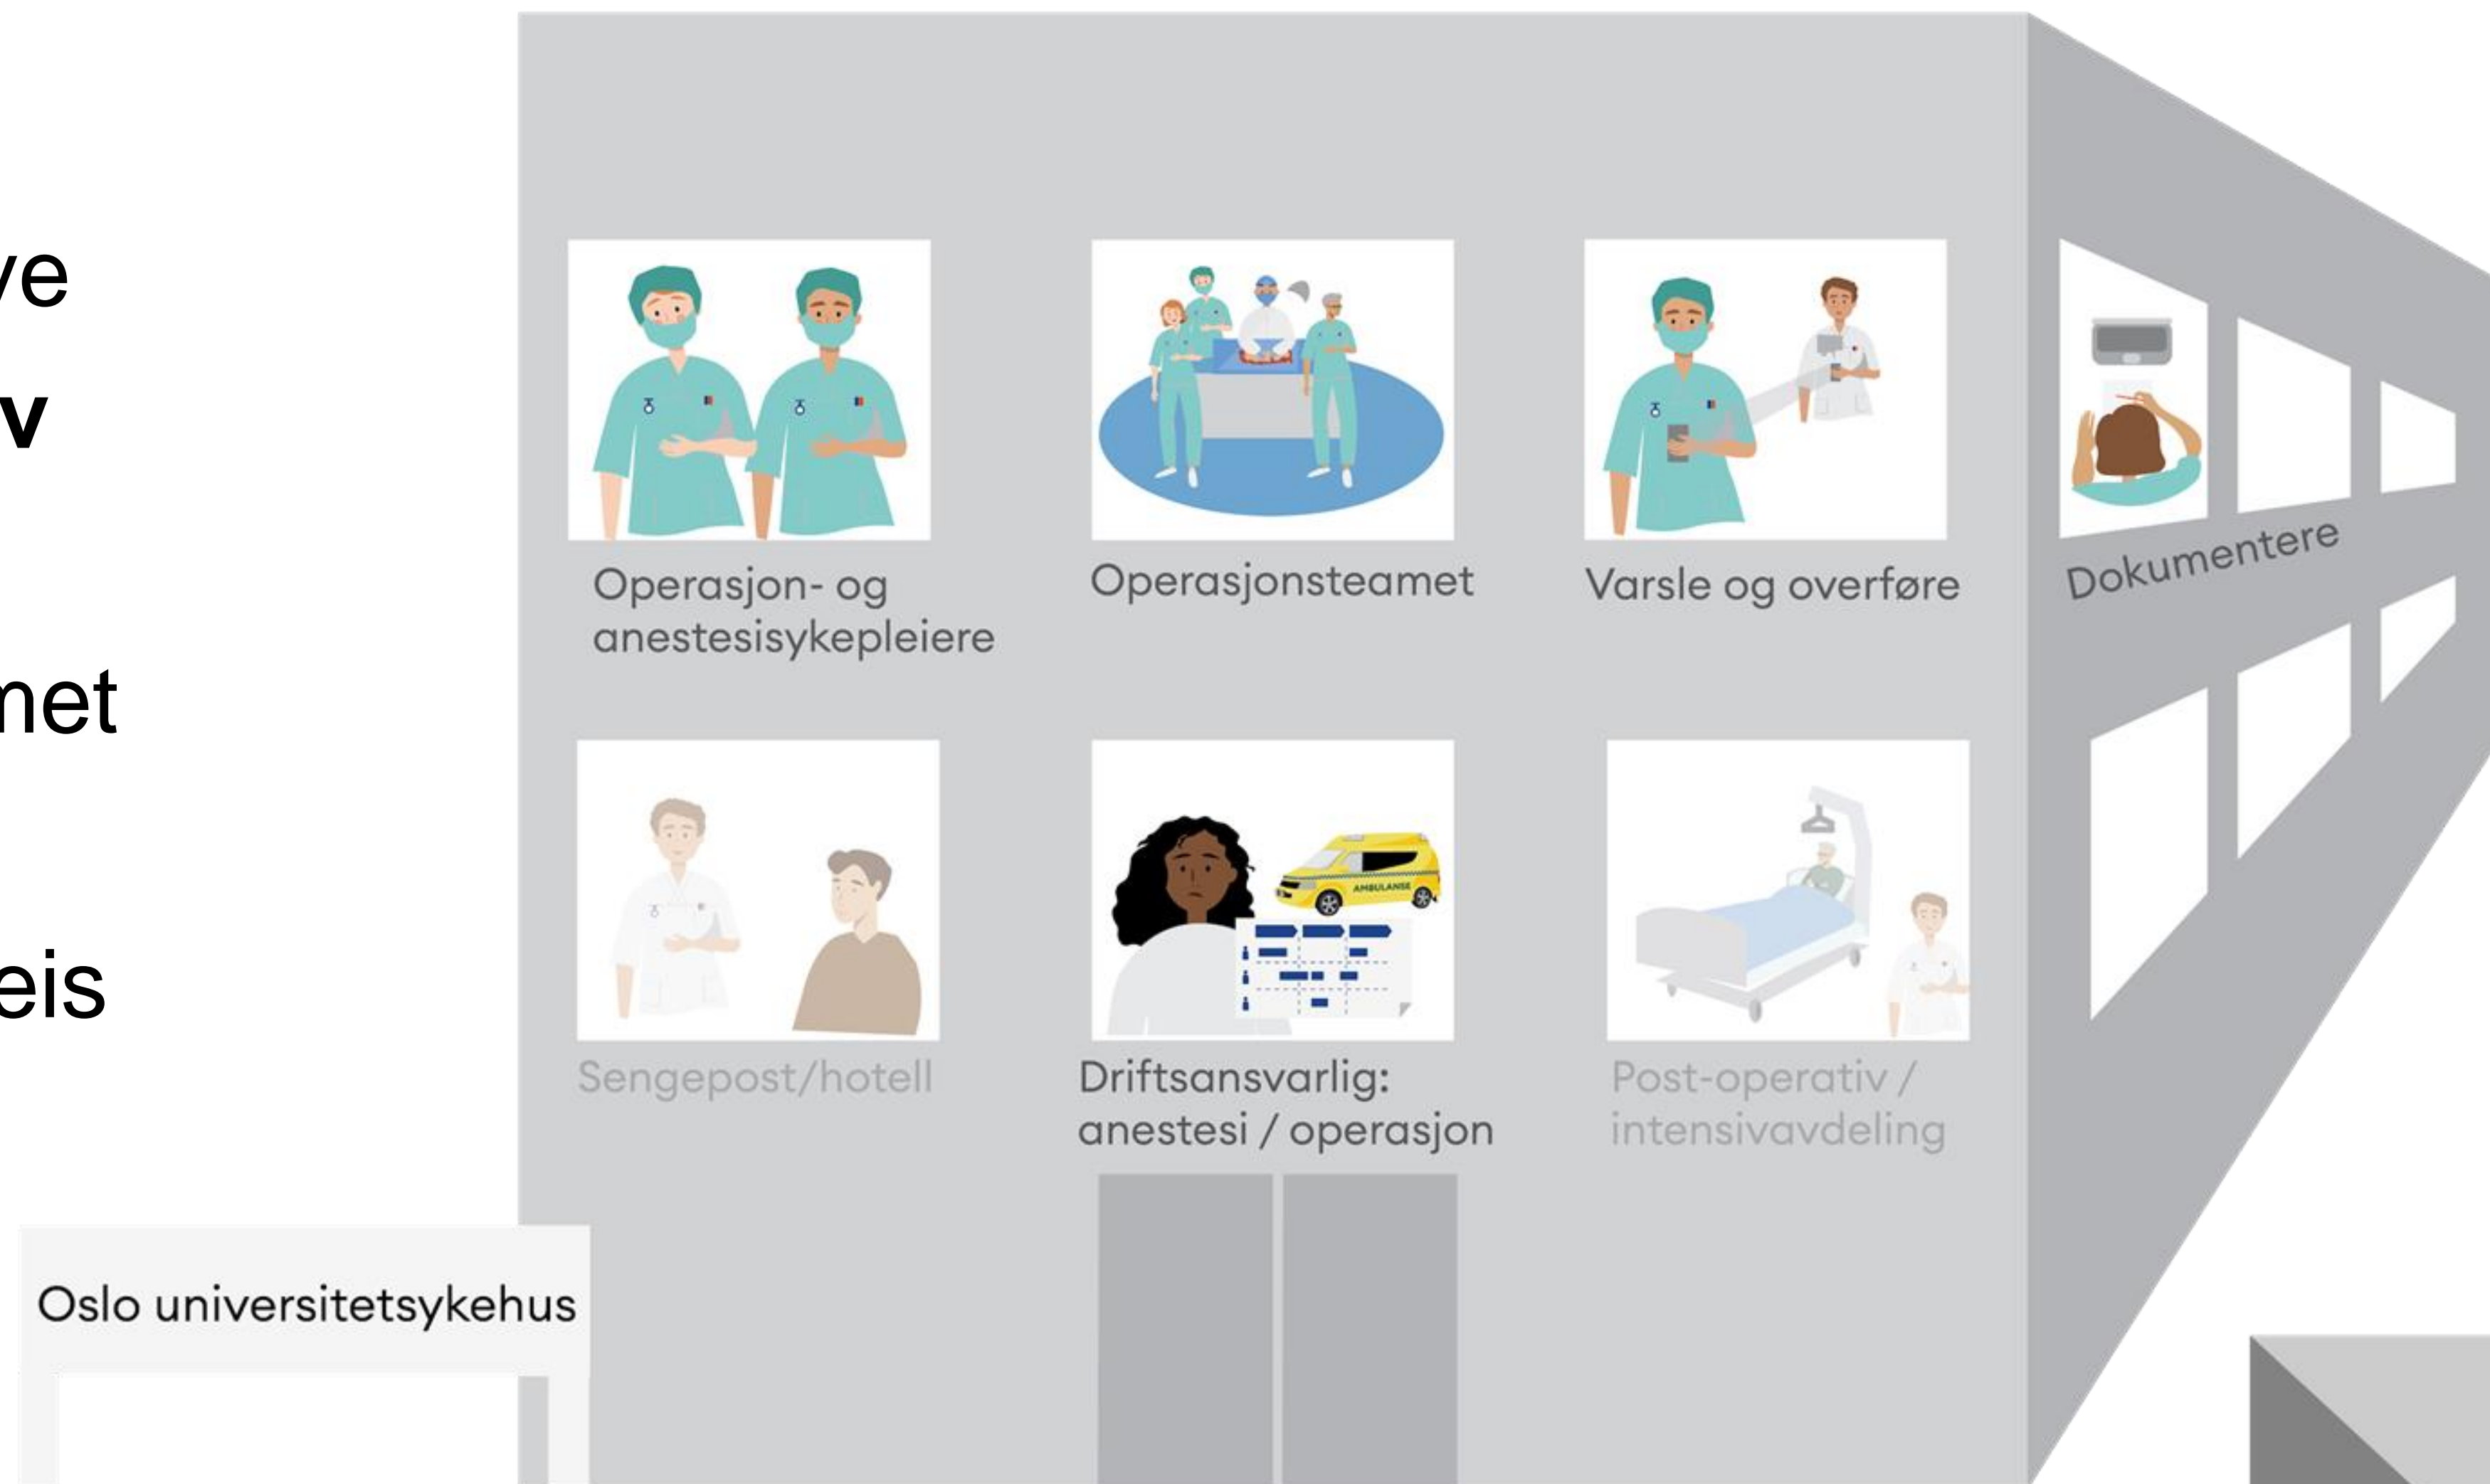 ve
v
net
eis
Operasjon- og
anestesisykepleiere
Operasjonsteamet
Varsle og overføre
Dokumentere
Sengepost/hotell
Driftsansvarlig:
anestesi / operasjon
AMBULANSE
Post-operativ /
intensivavdeling
Oslo universitetsykehus